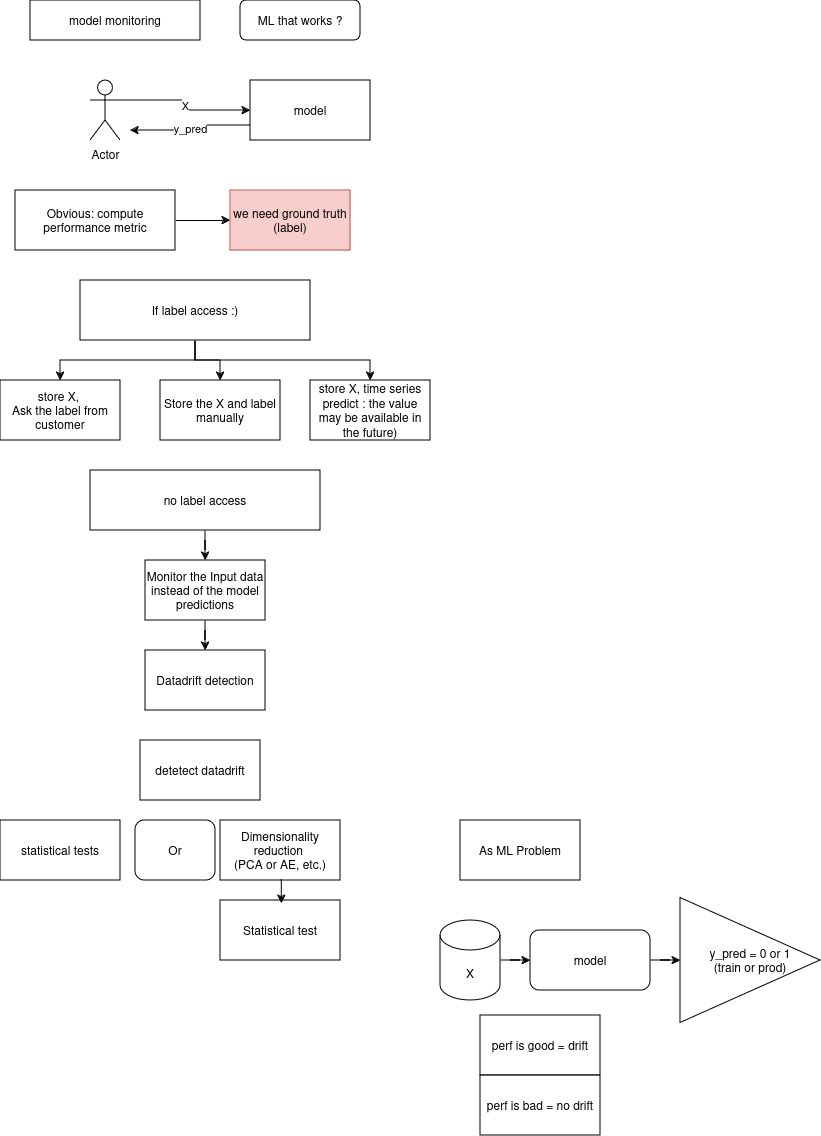 model monitoring
ML that works ?
X
model
y_pred
Actor
Obvious: compute
performance metric
we need ground truth
(label)
If label access :)
store X,
Ask the label from
customer
Store the X and label
manually
store X, time series
predict : the value
may be available in
the future)
no label access
Monitor the Input data
instead of the model
predictions
Datadrift detection
detetect datadrift
statistical tests
Or
Dimensionality
reduction
(PCA or AE, etc.)
Statistical test
As ML Problem
X
model
y_pred = 0 or 1
(train or prod)
perf is good = drift
perf is bad = no drift